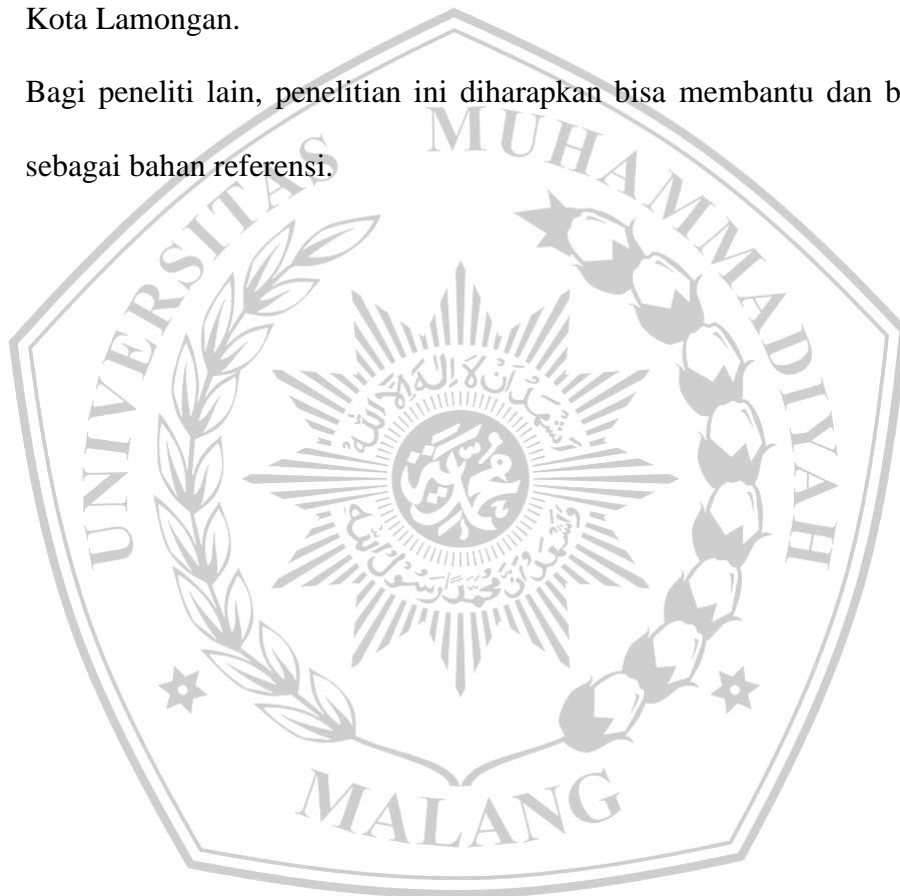 Kota Lamongan.
Bagi peneliti lain, penelitian ini diharapkan bisa membantu dan b
sebagai bahan referensi.
UNIVERSITAS MUHAMMADIYAH
MALANG